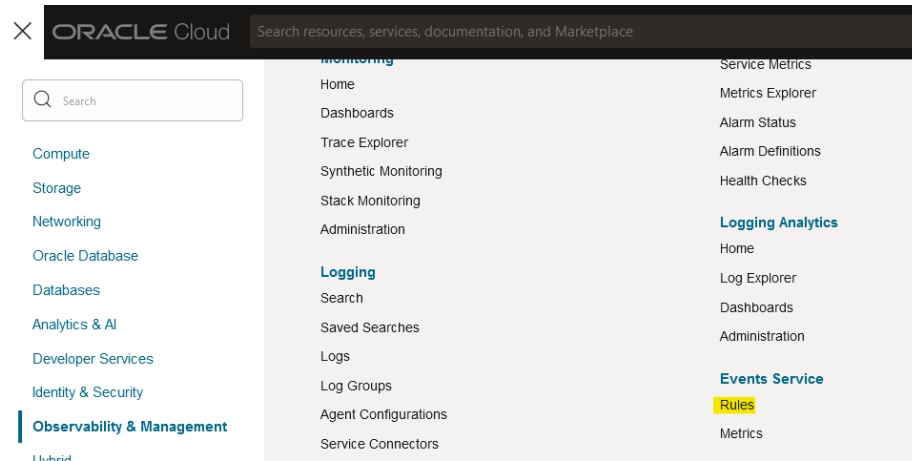 ORACLE Cloud
Search resources, services, documentation, and Marketplace
Search
Compute
Storage
Networking
Oracle Database
Databases
Analytics & AI
Developer Services
Identity & Security
Observability & Management
Hybrid
Monitoring
Home
Dashboards
Trace Explorer
Synthetic Monitoring
Stack Monitoring
Administration
Logging
Search
Saved Searches
Logs
Log Groups
Agent Configurations
Service Connectors
Service Metrics
Metrics Explorer
Alarm Status
Alarm Definitions
Health Checks
Logging Analytics
Home
Log Explorer
Dashboards
Administration
Events Service
Rules
Metrics